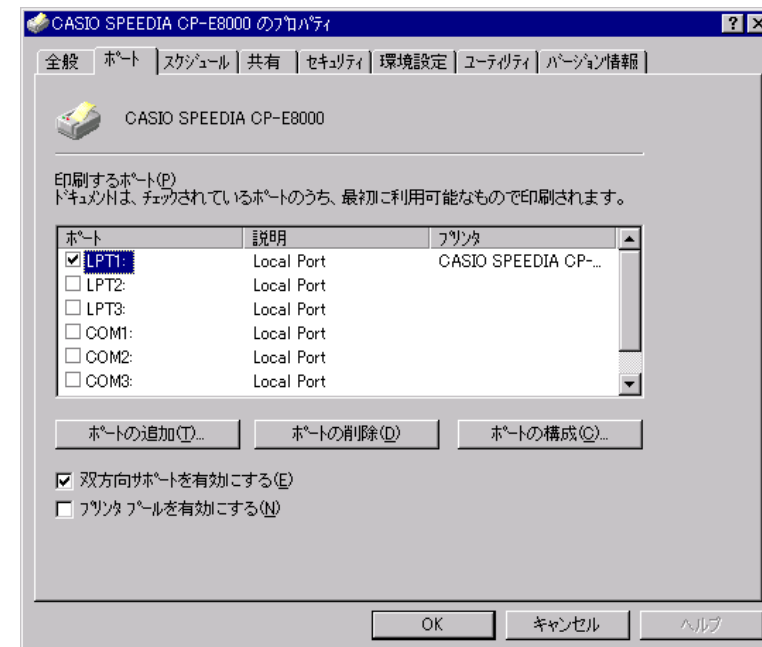 CASIO SPEEDIA CP-E8000 のﾌﾟﾛﾊﾟﾃｨ
全般 ﾎﾟｰﾄ ｽｹｼﾞｭｰﾙ 共有 ｾｷｭﾘﾃｨ 環境設定 ﾕｰﾃｨﾘﾃｨ ﾊﾞｰｼﾞｮﾝ情報
CASIO SPEEDIA CP-E8000
印刷するﾎﾟｰﾄ(P)
ﾄﾞｷｭﾒﾝﾄは、ﾁｪｯｸされているﾎﾟｰﾄのうち、最初に利用可能なもので印刷されます。
ﾎﾟｰﾄ 説明 ﾌﾟﾘﾝﾀ
LPT1: Local Port CASIO SPEEDIA CP-...
LPT2: Local Port
LPT3: Local Port
COM1: Local Port
COM2: Local Port
COM3: Local Port
ﾎﾟｰﾄの追加(T)... ﾎﾟｰﾄの削除(D) ﾎﾟｰﾄの構成(C)...
双方向ｻﾎﾟｰﾄを有効にする(E)
ﾌﾟﾘﾝﾀ ﾌﾟｰﾙを有効にする(N)
OK ｷｬﾝｾﾙ ﾍﾙﾌﾟ